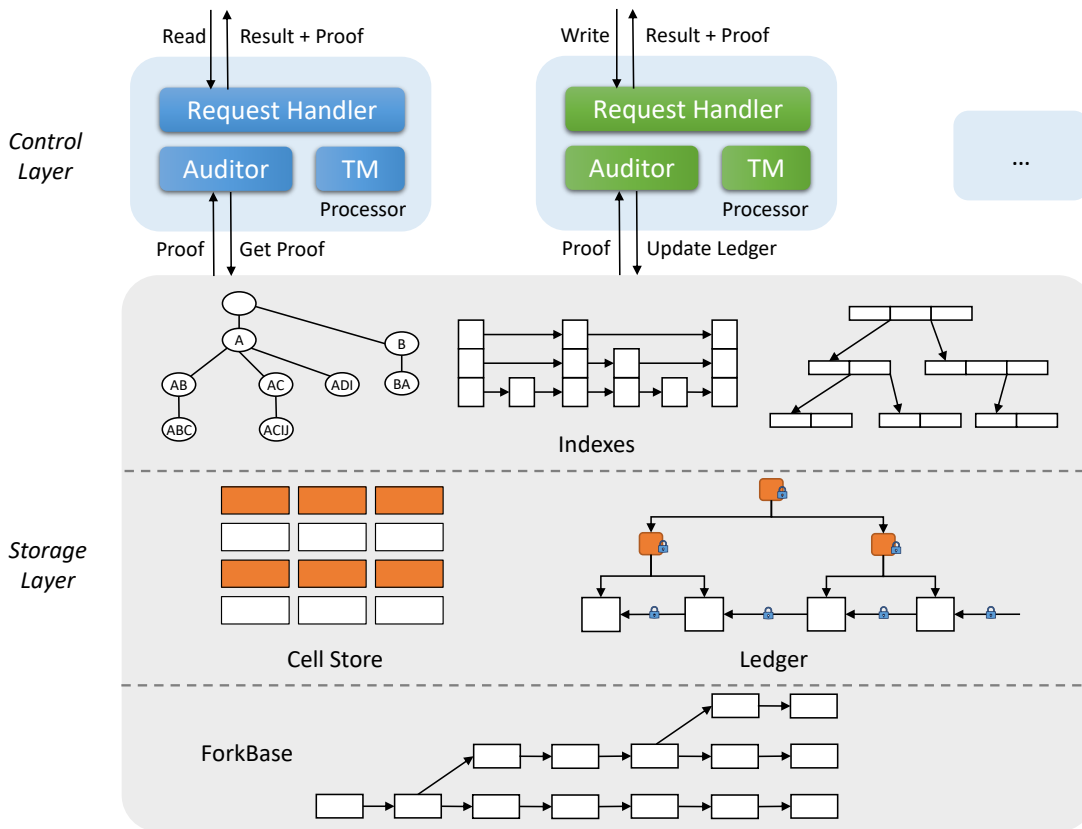 Read
Result + Proof
Write
Result + Proof
Request Handler
Request Handler
Control
Layer
Auditor
TM
Auditor
TM
...
Processor
Processor
Proof
Get Proof
Proof
Update Ledger
A
B
AB
AC
ADI
BA
ABC
ACIJ
Indexes
Storage
Layer
Cell Store
Ledger
ForkBase